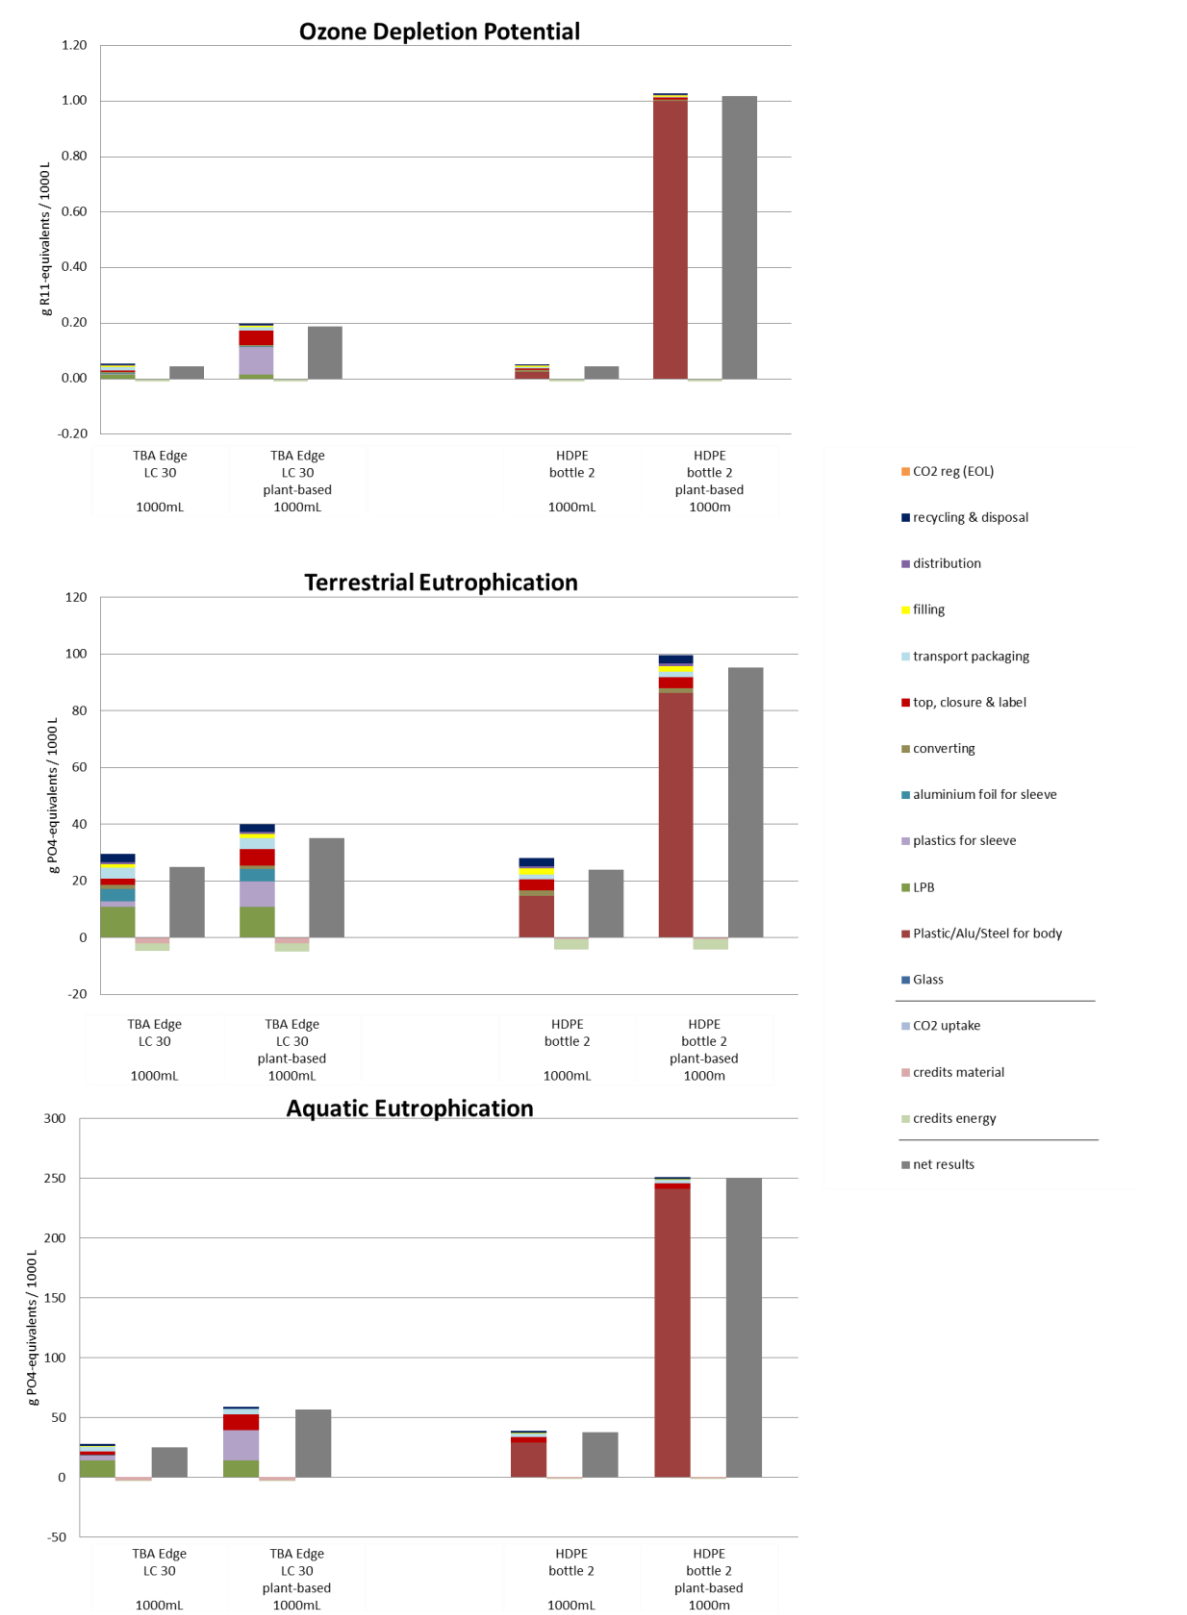 Ozone Depletion Potential
g R11-equivalents / 1000 L
1.20
1.00
0.80
0.60
0.40
0.20
0.00
-0.20
TBA Edge
LC 30
1000mL
TBA Edge
LC 30
plant-based
1000mL
HDPE
bottle 2
1000mL
HDPE
bottle 2
plant-based
1000m
Terrestrial Eutrophication
g PO4-equivalents / 1000 L
120
100
80
60
40
20
0
-20
TBA Edge
LC 30
1000mL
TBA Edge
LC 30
plant-based
1000mL
HDPE
bottle 2
1000mL
HDPE
bottle 2
plant-based
1000m
Aquatic Eutrophication
g PO4-equivalents / 1000 L
300
250
200
150
100
50
0
-50
TBA Edge
LC 30
1000mL
TBA Edge
LC 30
plant-based
1000mL
HDPE
bottle 2
1000mL
HDPE
bottle 2
plant-based
1000m
CO2 reg (EOL)
recycling & disposal
distribution
filling
transport packaging
top, closure & label
converting
aluminium foil for sleeve
plastics for sleeve
LPB
Plastic/Alu/Steel for body
Glass
CO2 uptake
credits material
credits energy
net results